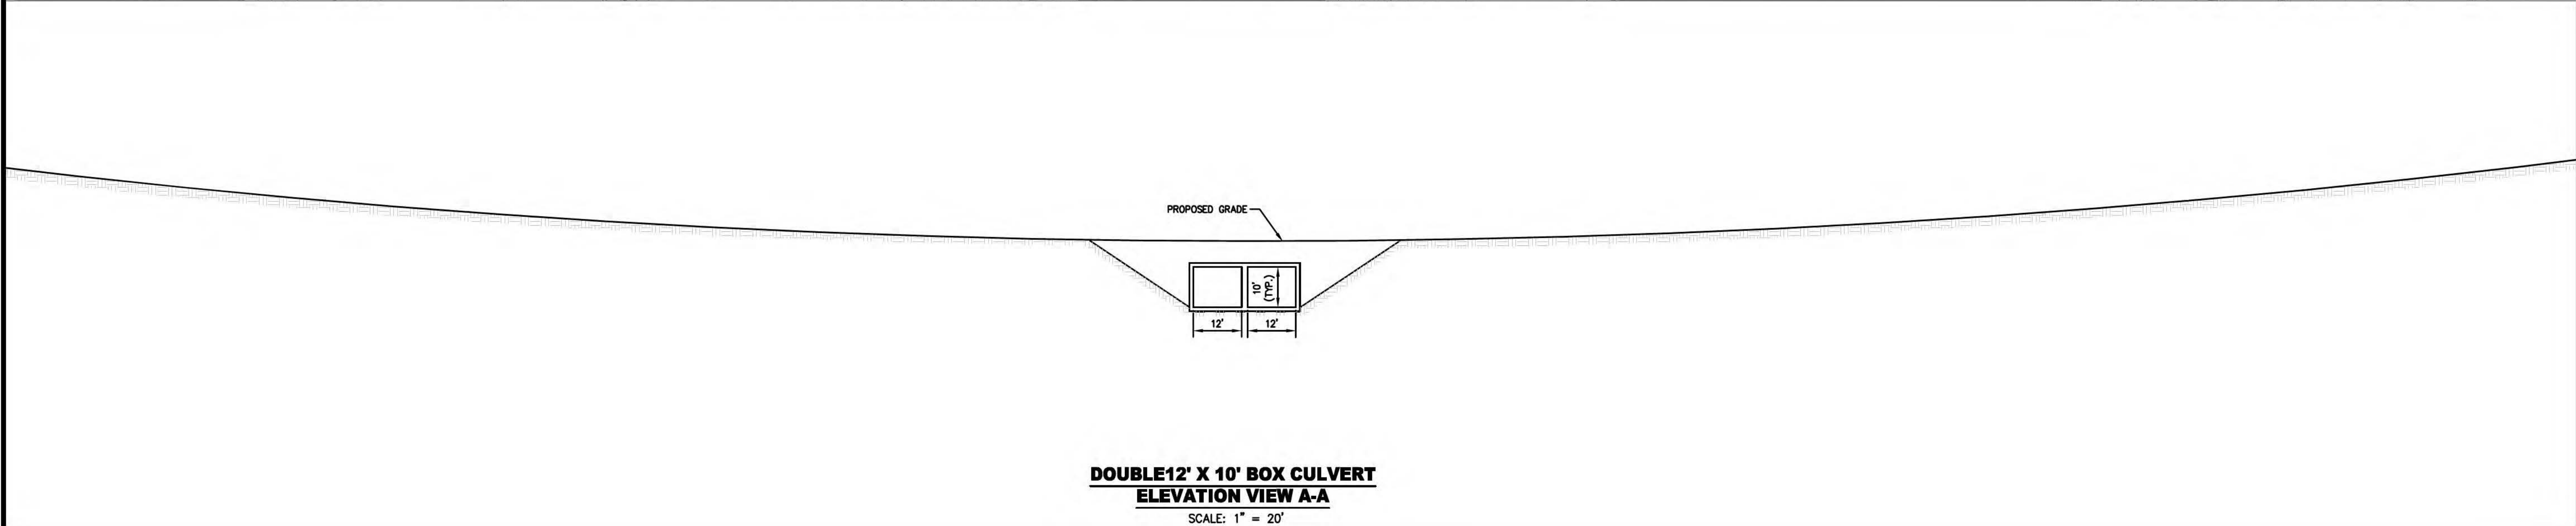 PROPOSED GRADE
10'
(TYP.)
12'
12'
DOUBLE12' X 10' BOX CULVERT
ELEVATION VIEW A-A
SCALE: 1" = 20'